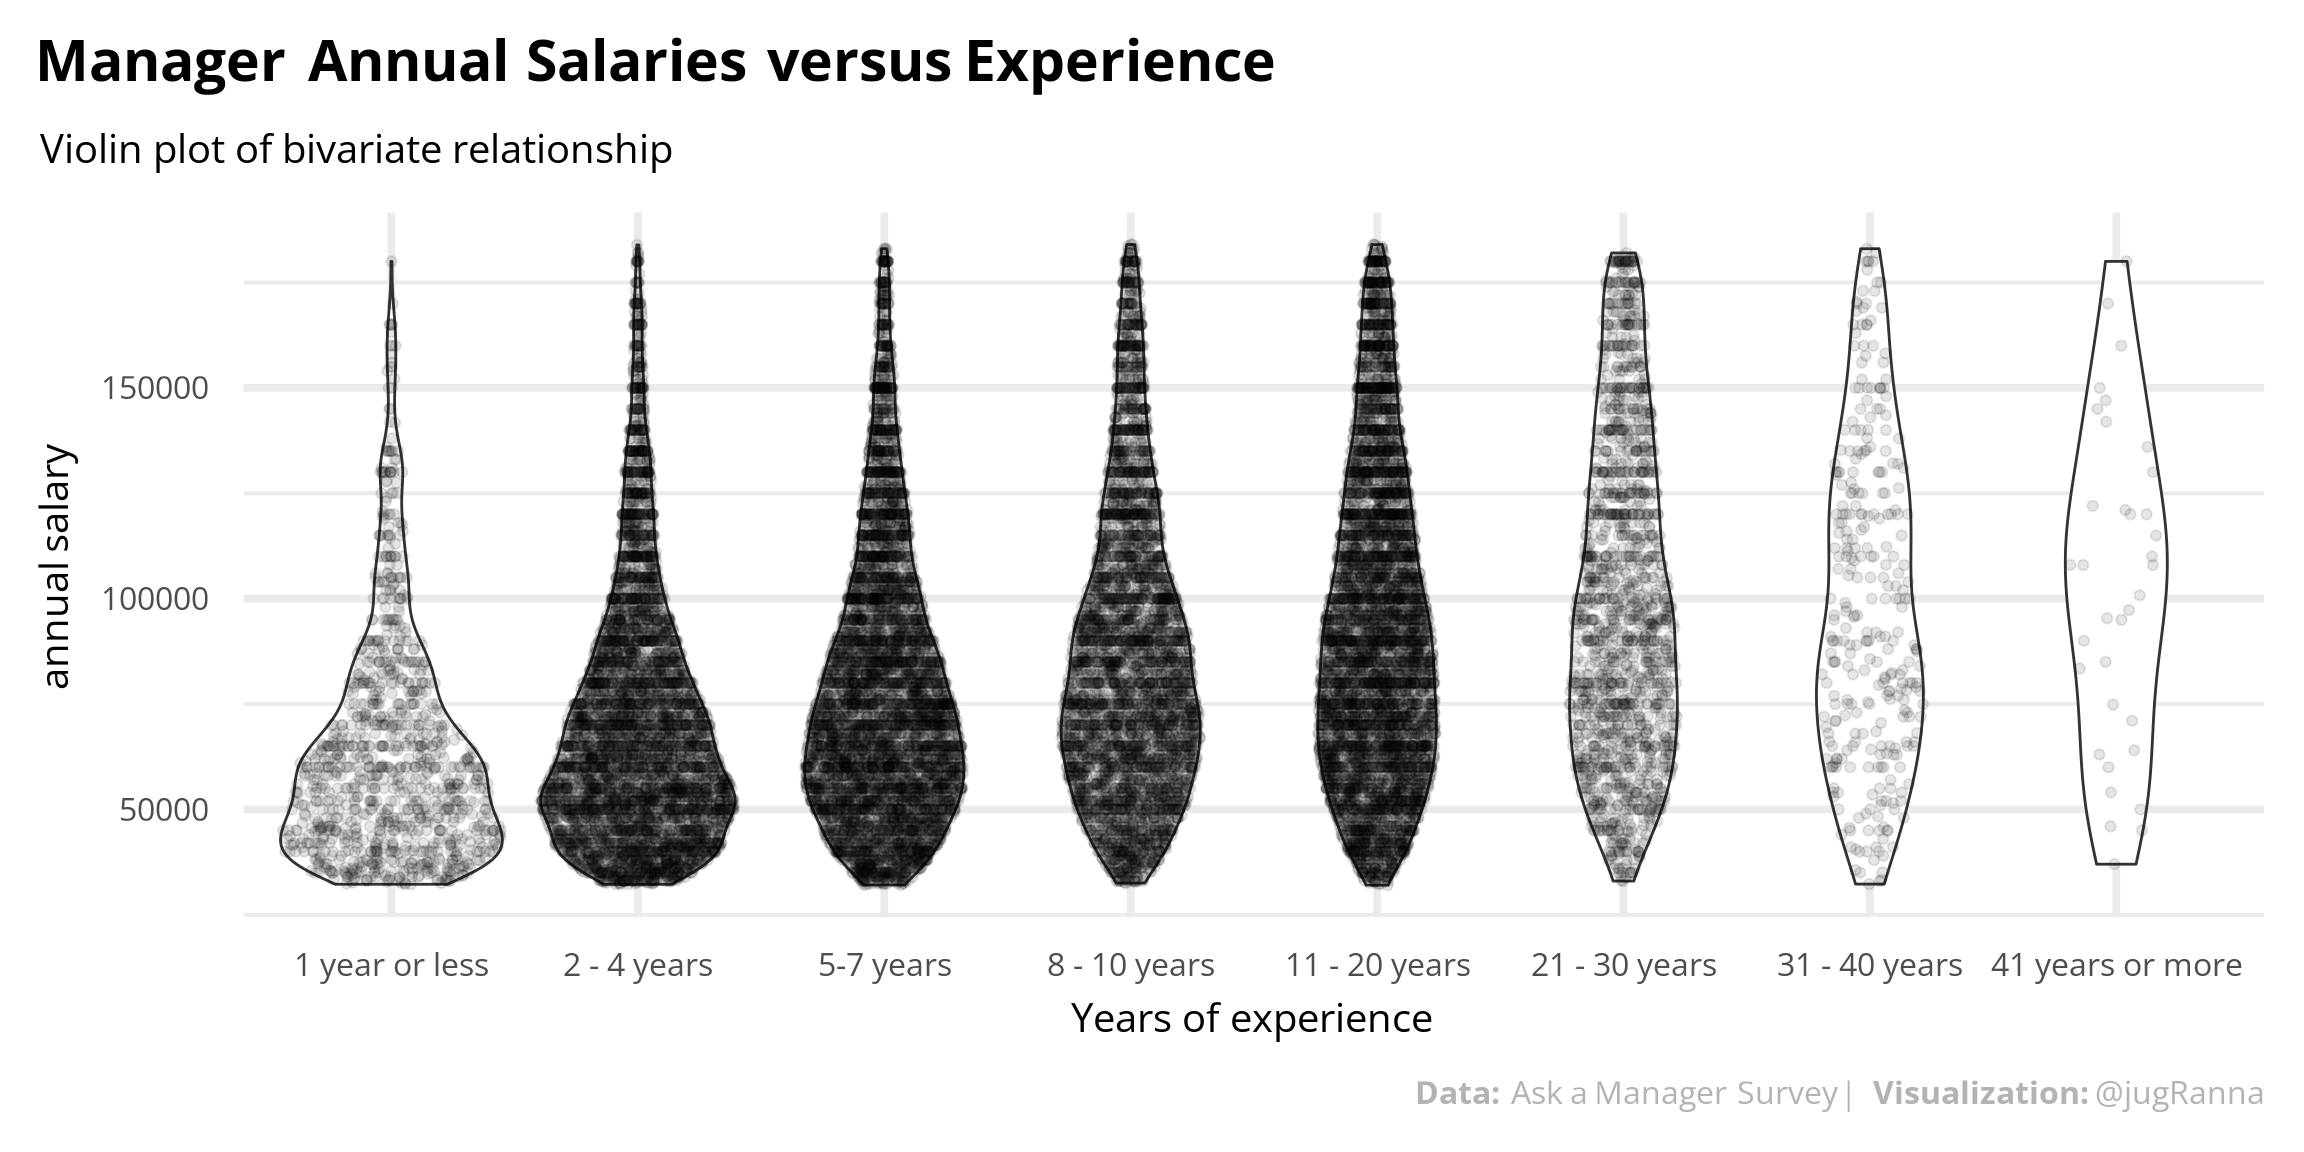 Manager Annual Salaries versus Experience
Violin plot of bivariate relationship
annual salary
150000
100000
50000
1 year or less
2 - 4 years
5-7 years
8 - 10 years
11 - 20 years
21 - 30 years
31 - 40 years
41 years or more
Years of experience
Data: Ask a Manager Survey | Visualization: @jugRanna